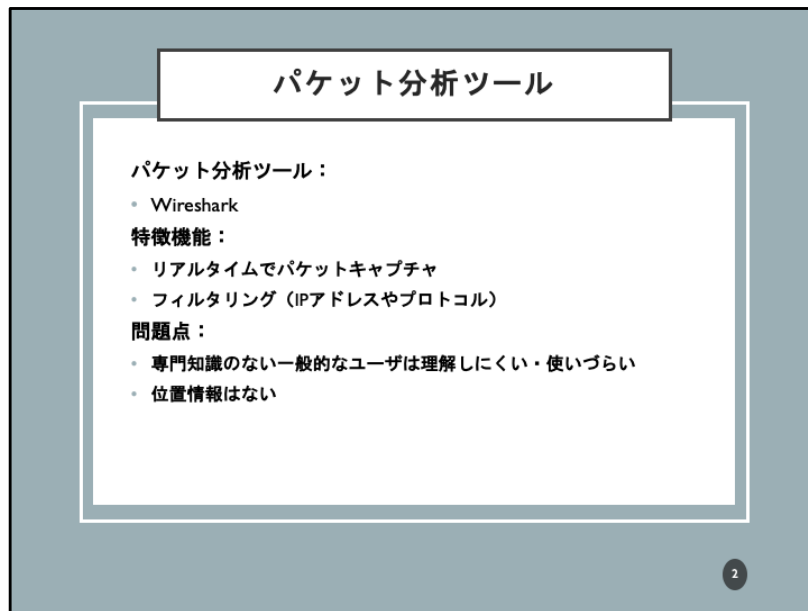 パケット分析ツール
パケット分析ツール：
• Wireshark
特徴機能：
• リアルタイムでパケットキャプチャ
• フィルタリング（IPアドレスやプロトコル）
問題点：
• 専門知識のない一般的なユーザは理解しにくい・使いづらい
• 位置情報はない
2